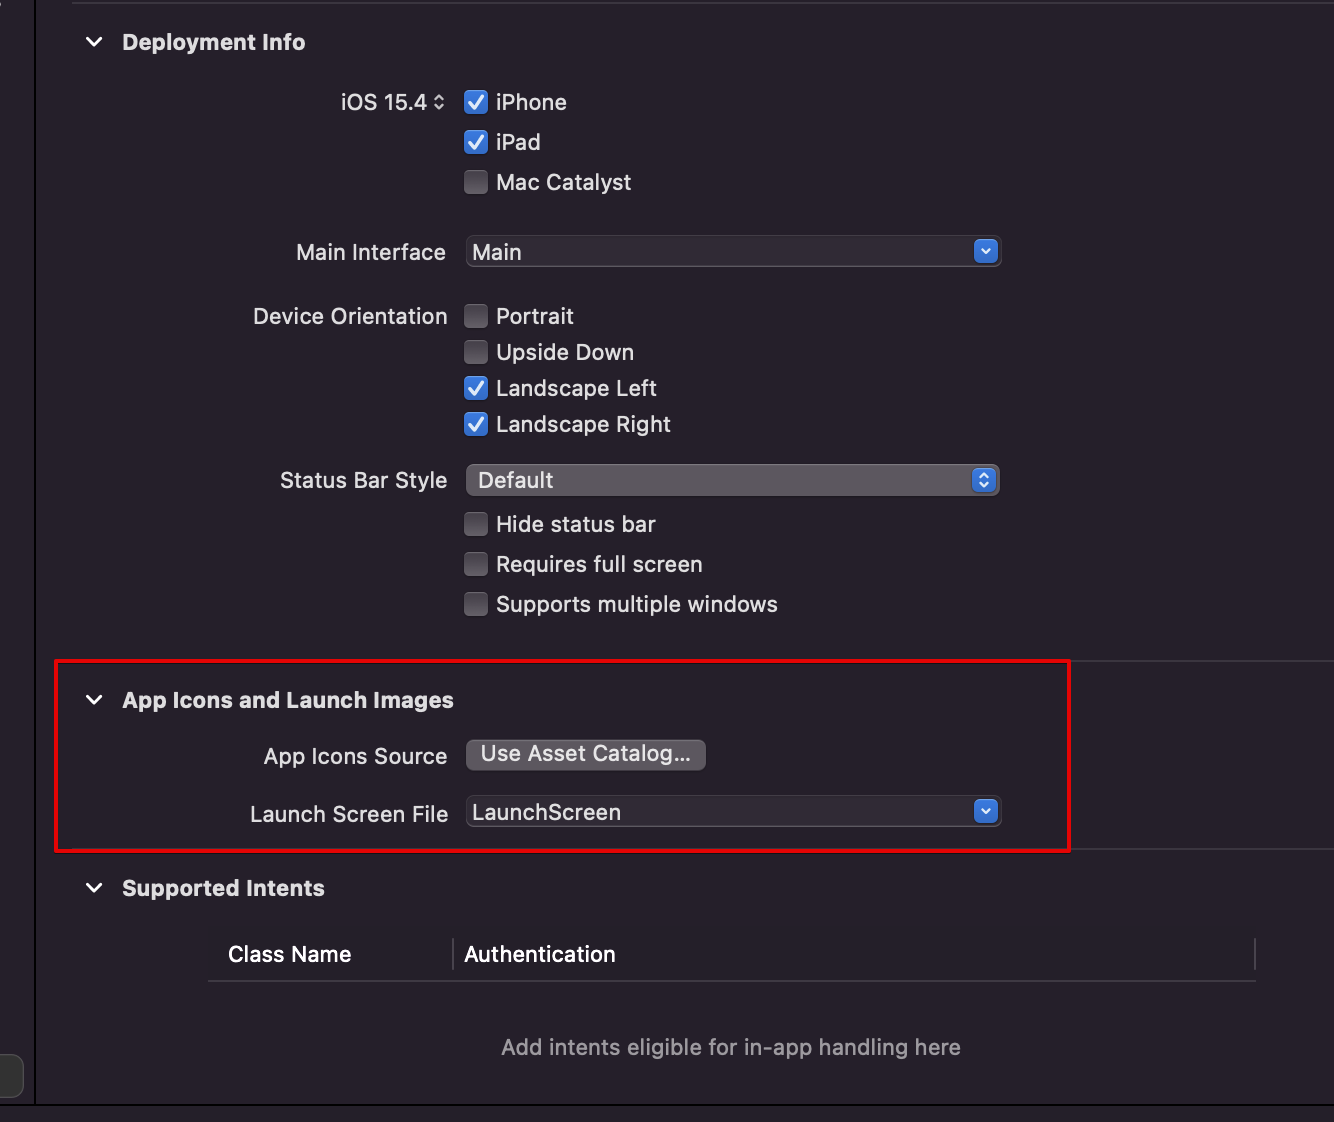 Deployment Info
iOS 15.4
iPhone
iPad
Mac Catalyst
Main Interface
Main
Device Orientation
Portrait
Upside Down
Landscape Left
Landscape Right
Status Bar Style
Default
Hide status bar
Requires full screen
Supports multiple windows
App Icons and Launch Images
App Icons Source
Use Asset Catalog...
Launch Screen File
LaunchScreen
Supported Intents
Class Name
Authentication
Add intents eligible for in-app handling here